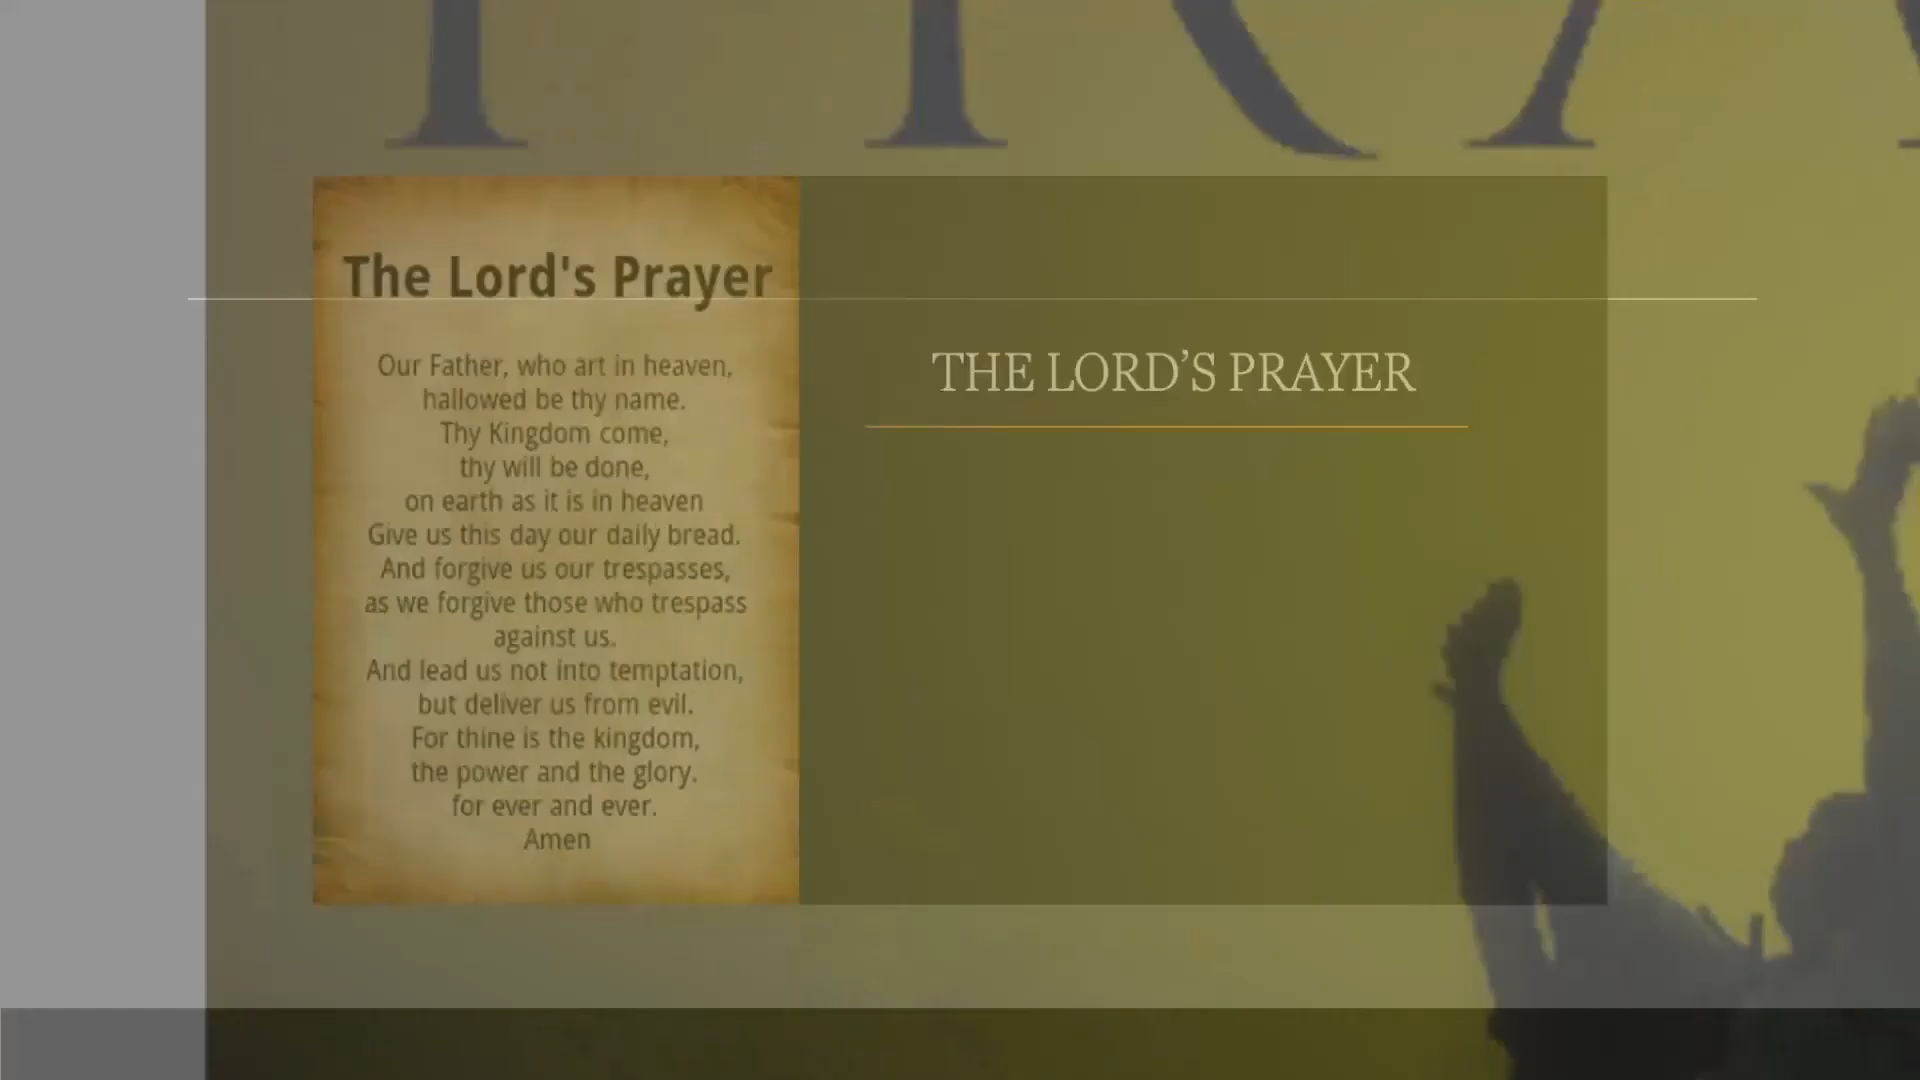 The Lord's Prayer
Our Father, who art in heaven,
hallowed be thy name.
Thy Kingdom come,
thy will be done,
on earth as it is in heaven
Give us this day our daily bread.
And forgive us our trespasses,
as we forgive those who trespass
against us.
And lead us not into temptation,
but deliver us from evil.
For thine is the kingdom,
the power and the glory.
for ever and ever.
Amen
THE LORD’S PRAYER